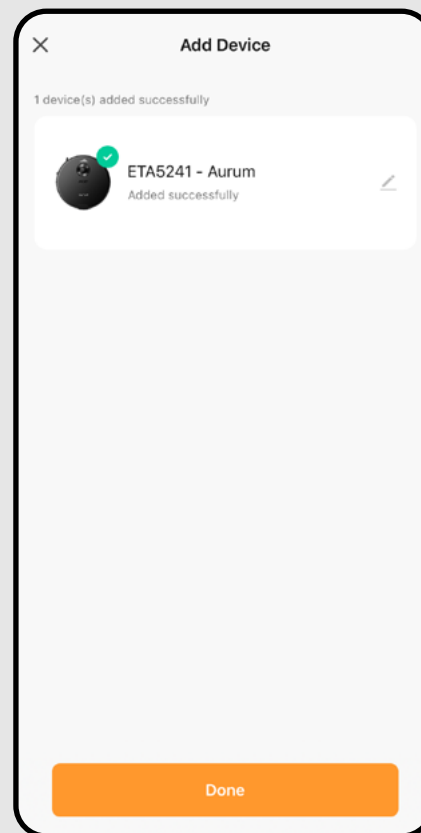 Add Device
1 device(s) added successfully
ETA5241 - Aurum
Added successfully
Done